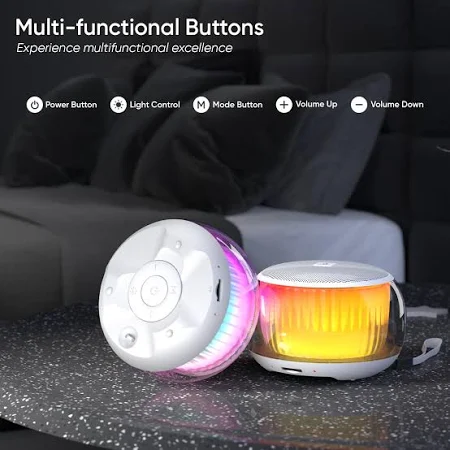 Multi-functional Buttons
Experience multifunctional excellence
Power Button
Light Control
M Mode Button
Volume Up
Volume Down